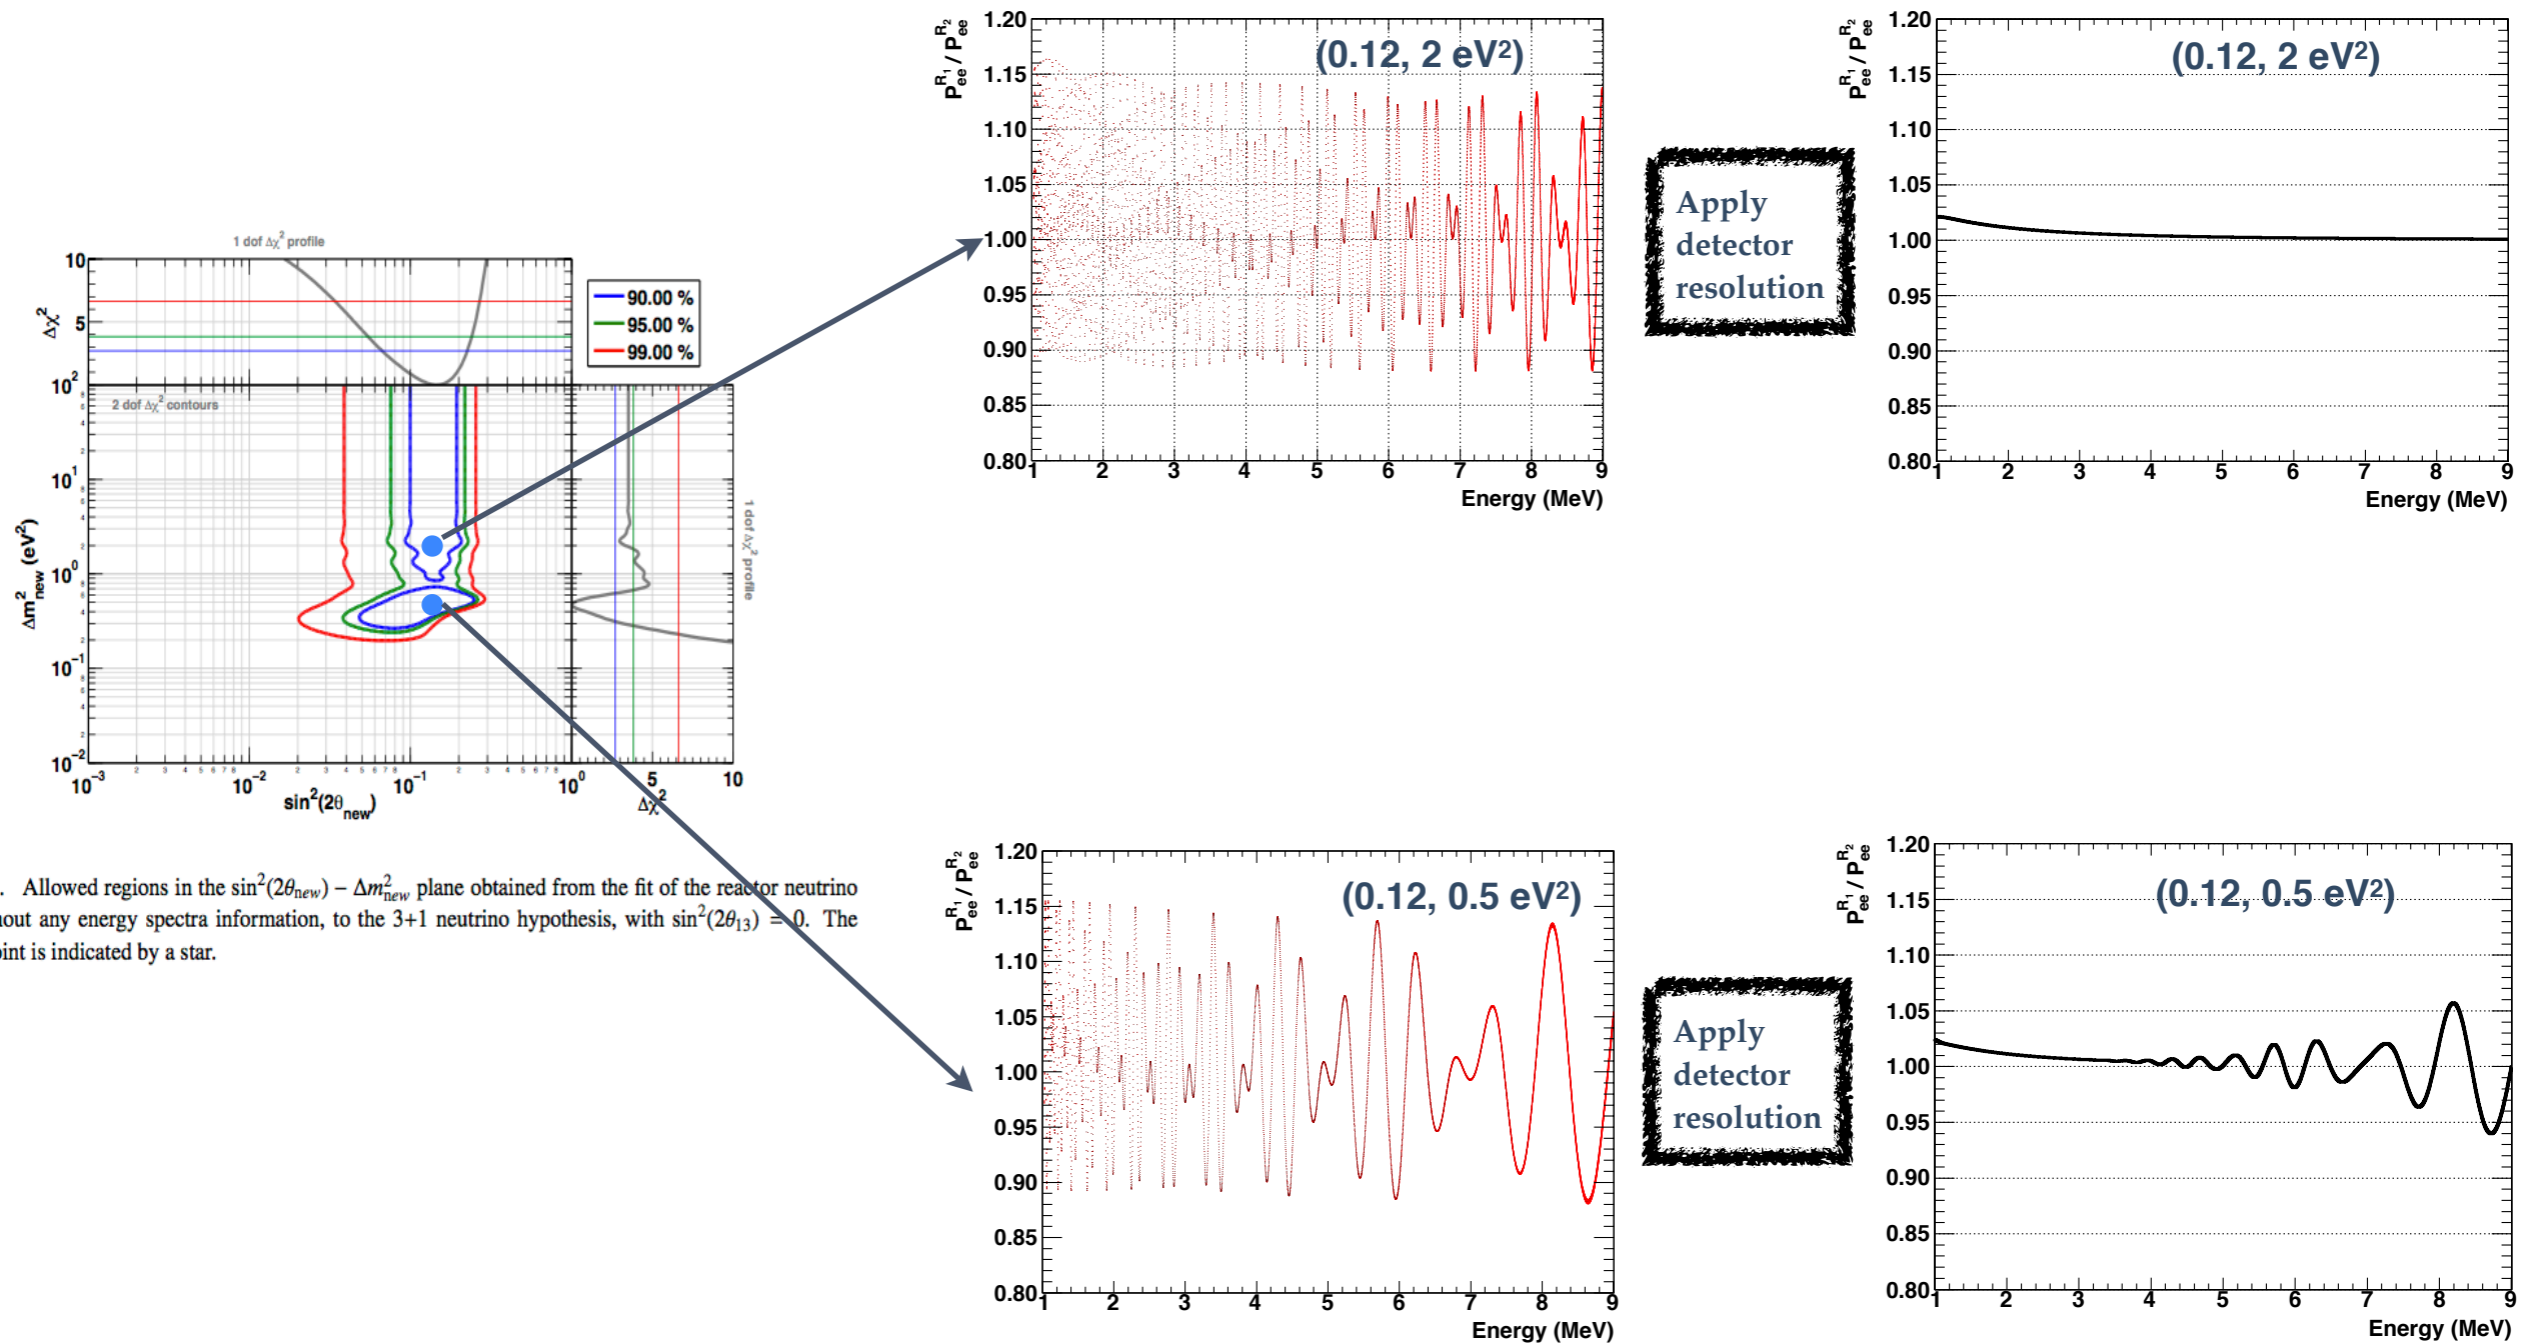 1 dof Δχ² profile
10
5
Δχ²
90.00 %
95.00 %
99.00 %
2 dof Δχ² contours
10²
10¹
10⁰
10⁻¹
10⁻²
Δm²new (eV²)
10⁻³
10⁻²
10⁻¹
10⁰
sin²(2θnew)
5
10
Δχ²
1 dof Δχ² profile
. Allowed regions in the sin²(2θnew) − Δm²new plane obtained from the fit of the reactor neutrino
out any energy spectra information, to the 3+1 neutrino hypothesis, with sin²(2θ13) = 0. The
int is indicated by a star.
P^R1_ee / P^R2_ee
(0.12, 2 eV²)
1.20
1.15
1.10
1.05
1.00
0.95
0.90
0.85
0.80
1 2 3 4 5 6 7 8 9
Energy (MeV)
Apply
detector
resolution
P^R1_ee / P^R2_ee
(0.12, 2 eV²)
1.20
1.15
1.10
1.05
1.00
0.95
0.90
0.85
0.80
1 2 3 4 5 6 7 8 9
Energy (MeV)
P^R1_ee / P^R2_ee
(0.12, 0.5 eV²)
1.20
1.15
1.10
1.05
1.00
0.95
0.90
0.85
0.80
1 2 3 4 5 6 7 8 9
Energy (MeV)
Apply
detector
resolution
P^R1_ee / P^R2_ee
(0.12, 0.5 eV²)
1.20
1.15
1.10
1.05
1.00
0.95
0.90
0.85
0.80
1 2 3 4 5 6 7 8 9
Energy (MeV)